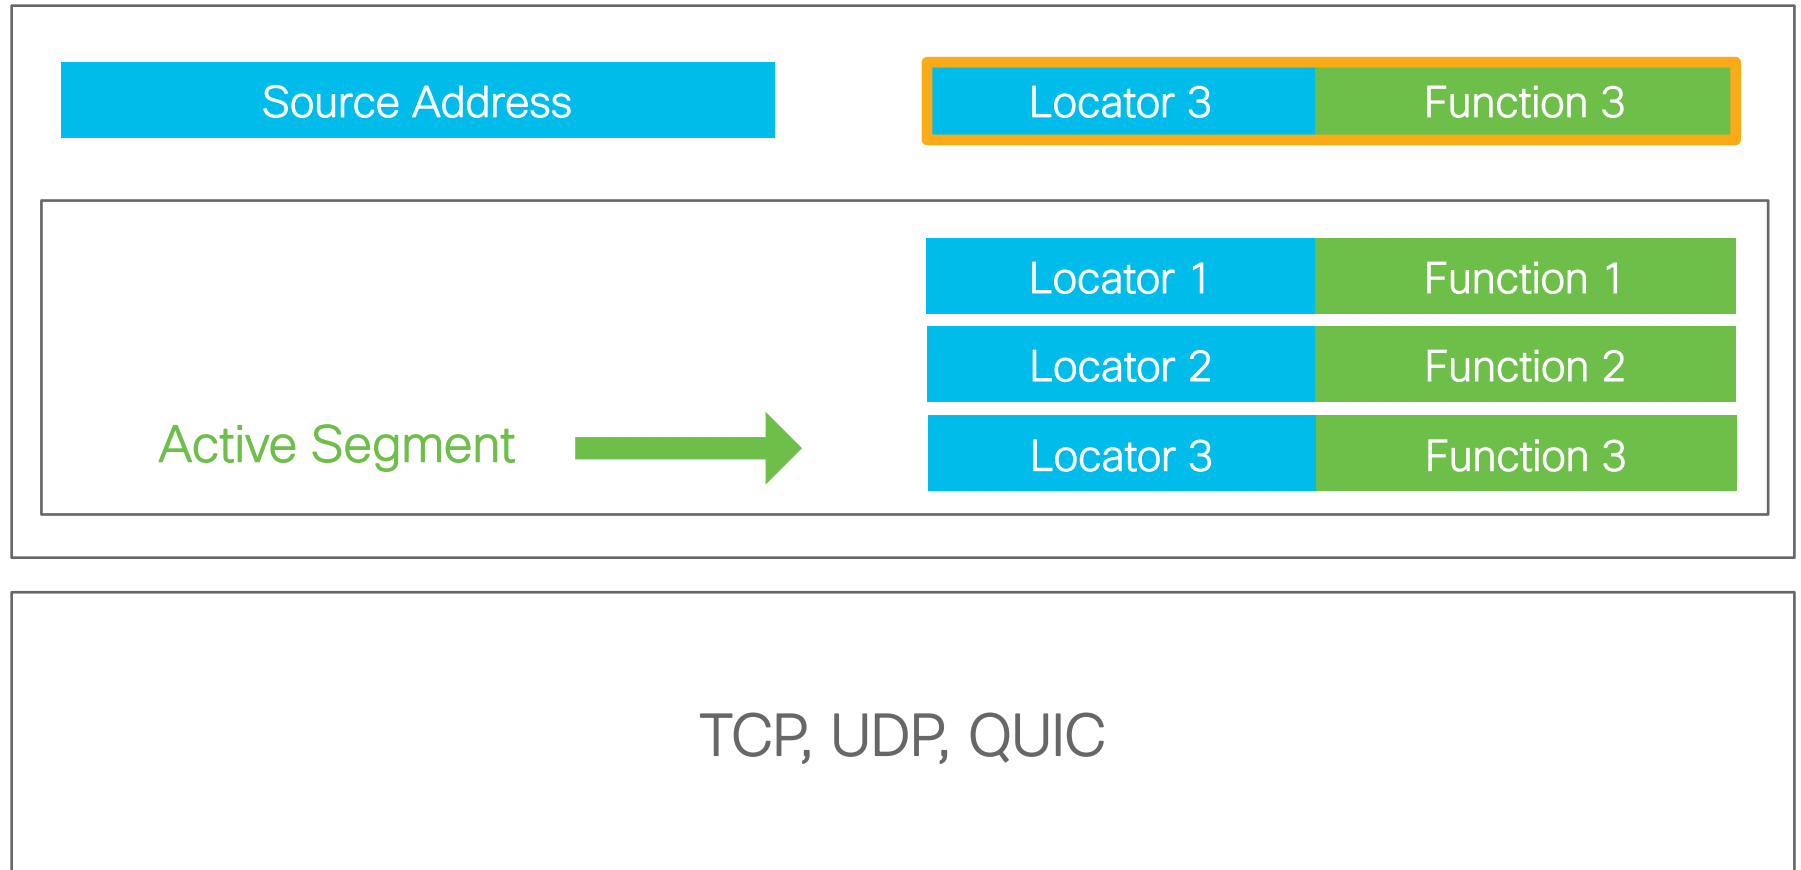 Source Address Locator 3 Function 3
Locator 1 Function 1
Locator 2 Function 2
Active Segment Locator 3 Function 3
TCP, UDP, QUIC